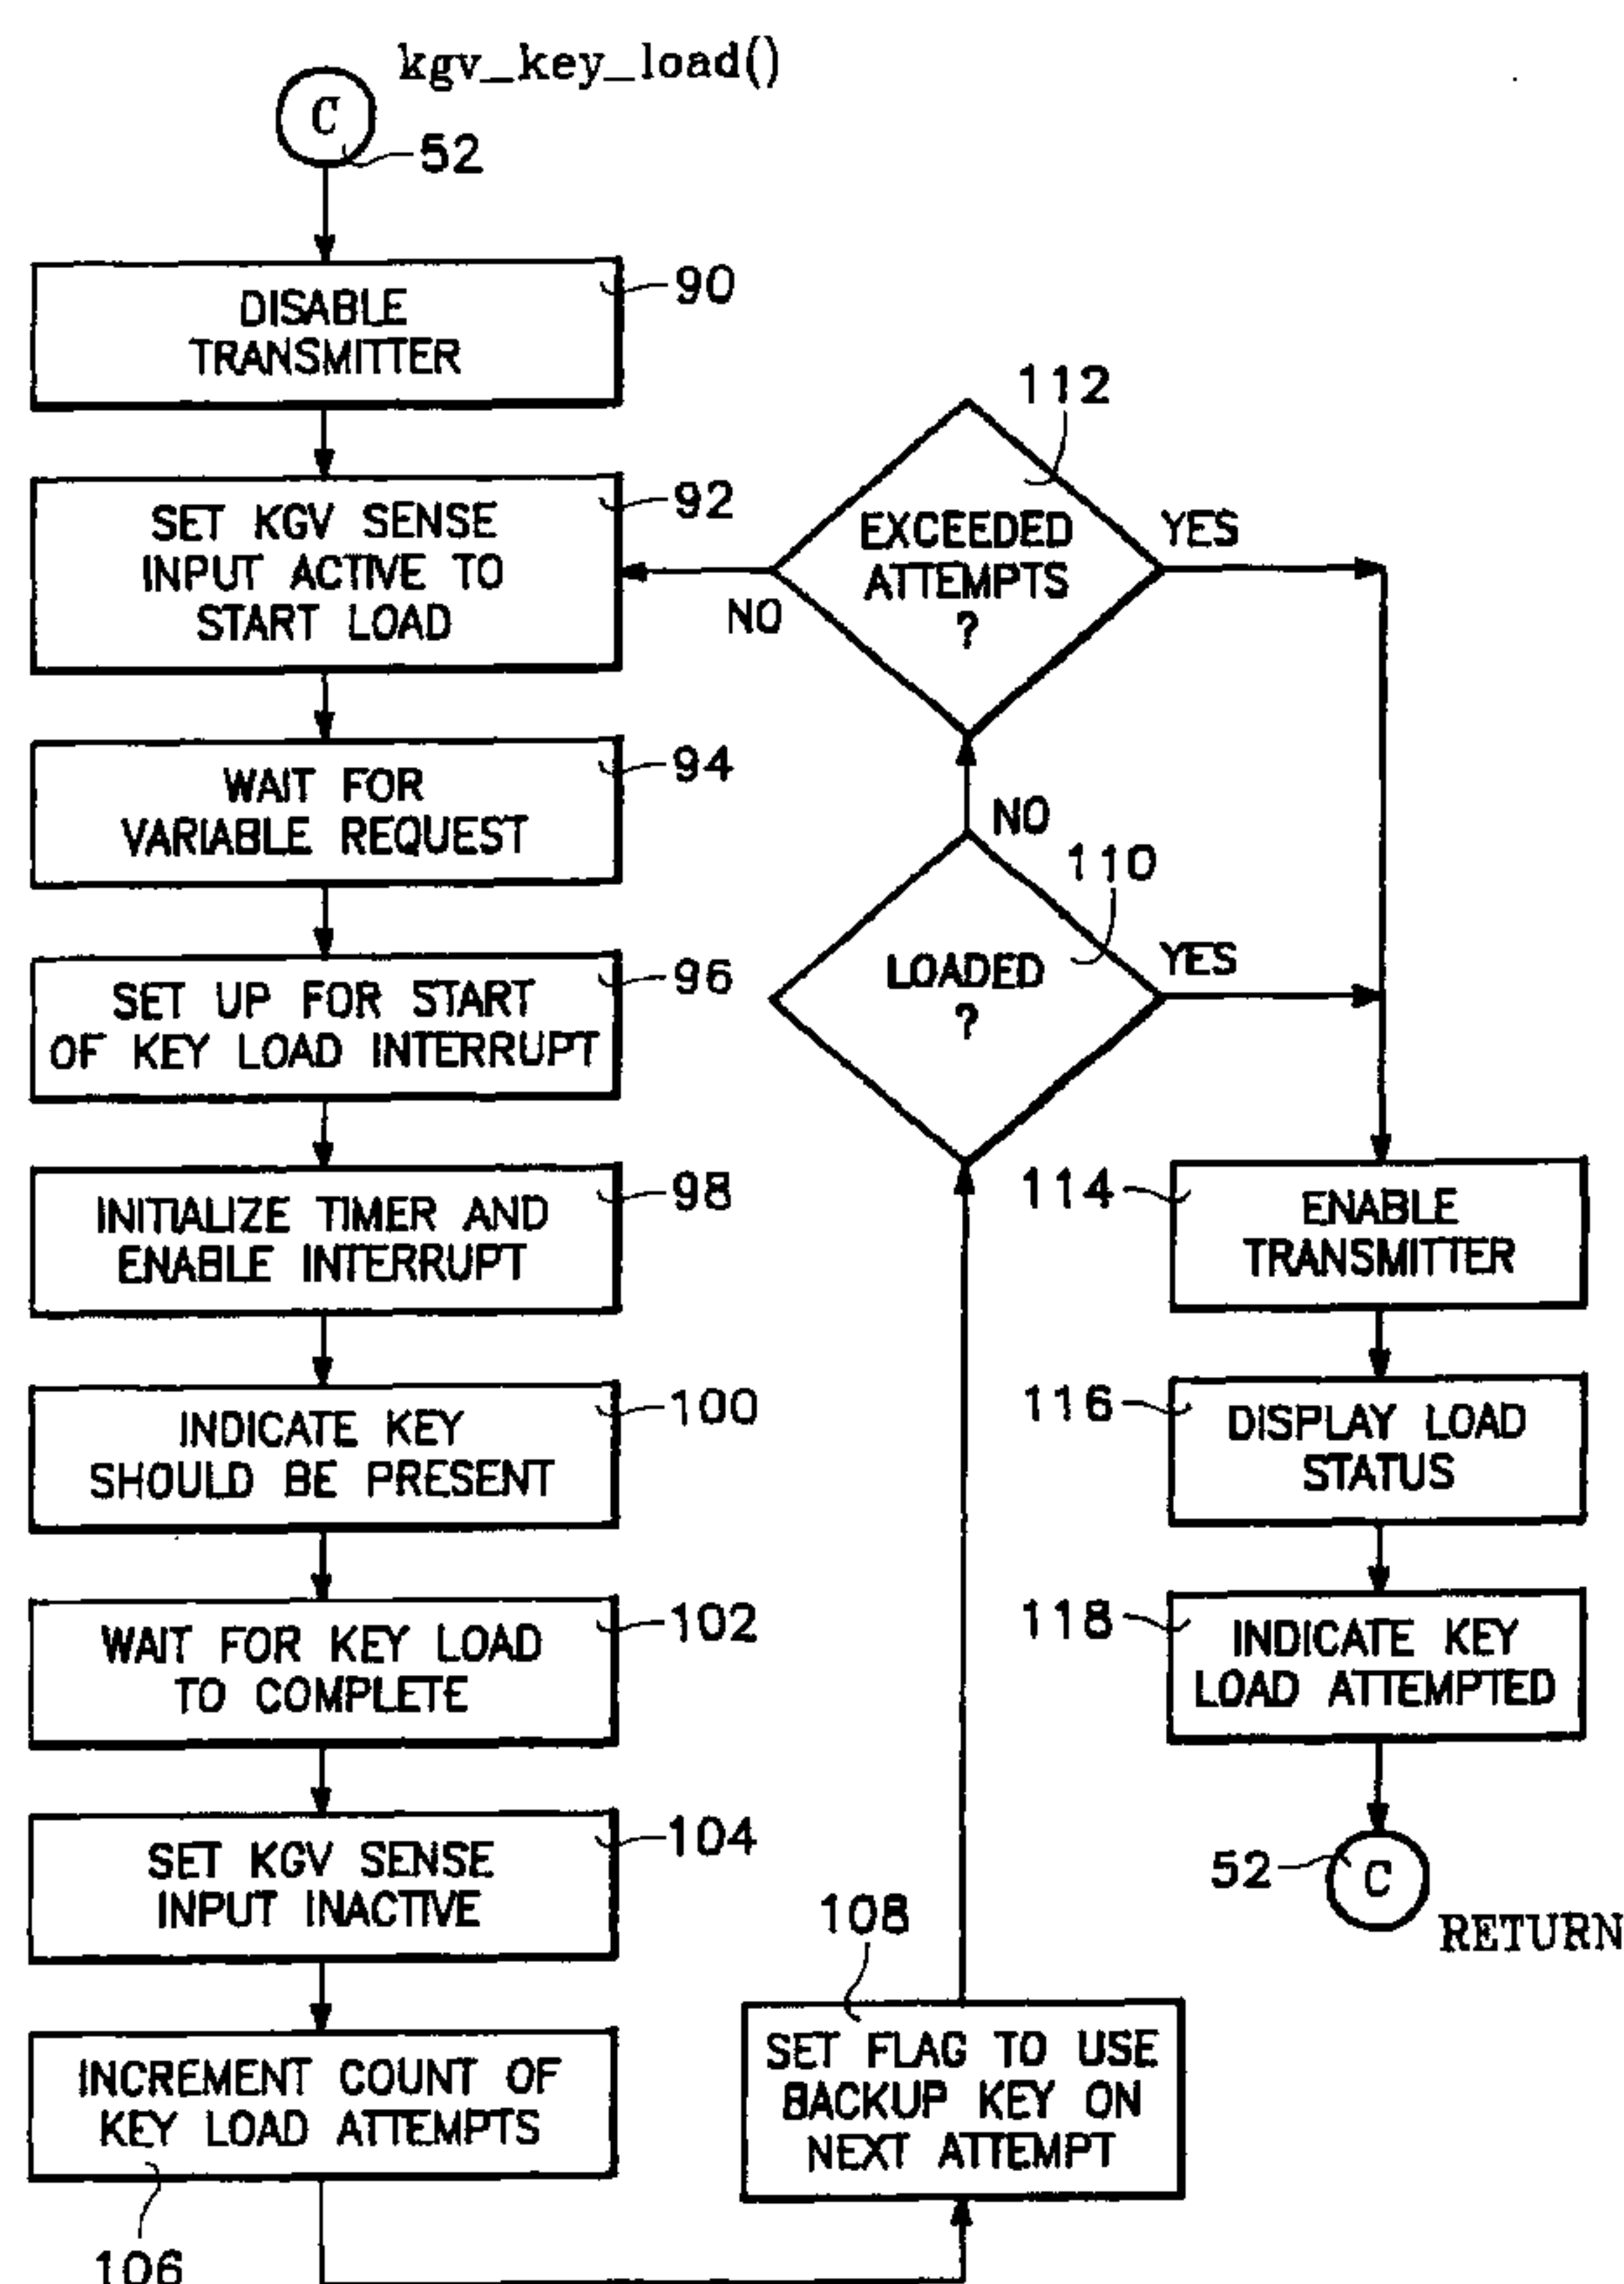 kgv_key_load()
C
52
DISABLE
TRANSMITTER
90
SET KGV SENSE
INPUT ACTIVE TO
START LOAD
92
WAIT FOR
VARIABLE REQUEST
94
SET UP FOR START
OF KEY LOAD INTERRUPT
96
INITIALIZE TIMER AND
ENABLE INTERRUPT
98
INDICATE KEY
SHOULD BE PRESENT
100
WAIT FOR KEY LOAD
TO COMPLETE
102
SET KGV SENSE
INPUT INACTIVE
104
INCREMENT COUNT OF
KEY LOAD ATTEMPTS
106
108
SET FLAG TO USE
BACKUP KEY ON
NEXT ATTEMPT
110
LOADED
?
YES
NO
112
EXCEEDED
ATTEMPTS
?
YES
NO
114
ENABLE
TRANSMITTER
116
DISPLAY LOAD
STATUS
118
INDICATE KEY
LOAD ATTEMPTED
52
C
RETURN